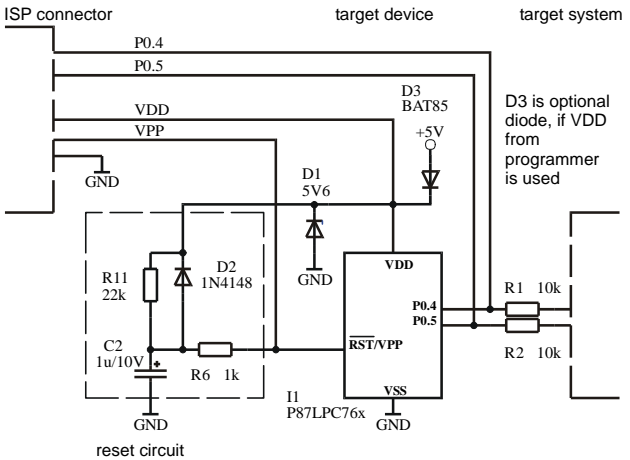 ISP connector
target device
target system
P0.4
P0.5
VDD
VPP
GND
D3
BAT85
+5V
D3 is optional
diode, if VDD
from
programmer
is used
D1
5V6
GND
R11
22k
D2
1N4148
C2
1u/10V
+
R6 1k
GND
reset circuit
VDD
P0.4
P0.5
RST/VPP
VSS
I1
P87LPC76x
GND
R1 10k
R2 10k